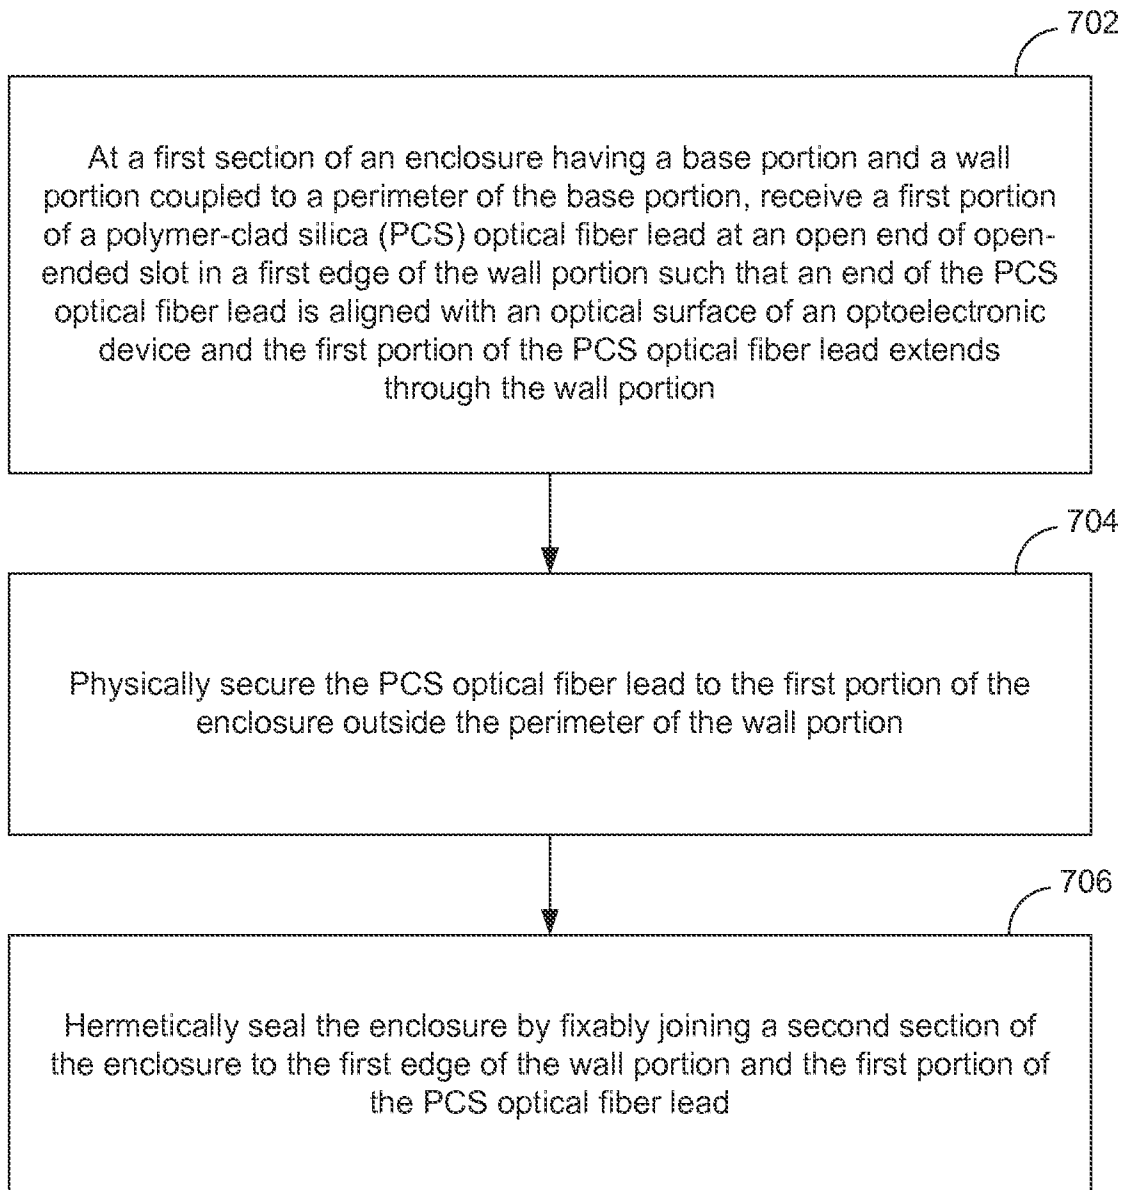 702
At a first section of an enclosure having a base portion and a wall
portion coupled to a perimeter of the base portion, receive a first portion
of a polymer-clad silica (PCS) optical fiber lead at an open end of open-
ended slot in a first edge of the wall portion such that an end of the PCS
optical fiber lead is aligned with an optical surface of an optoelectronic
device and the first portion of the PCS optical fiber lead extends
through the wall portion
704
Physically secure the PCS optical fiber lead to the first portion of the
enclosure outside the perimeter of the wall portion
706
Hermetically seal the enclosure by fixably joining a second section of
the enclosure to the first edge of the wall portion and the first portion of
the PCS optical fiber lead